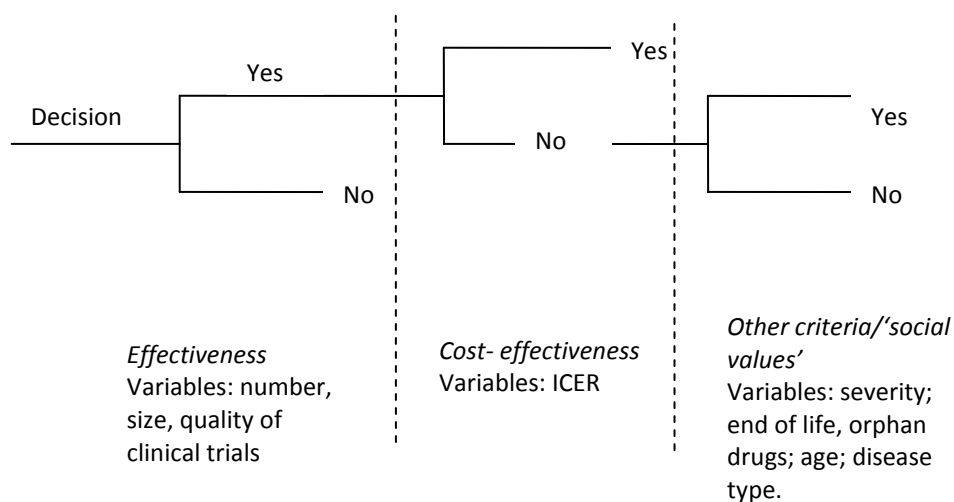 Yes
Yes
Decision
Yes
No
No
No
Effectiveness
Variables: number,
size, quality of
clinical trials
Cost- effectiveness
Variables: ICER
Other criteria/‘social
values’
Variables: severity;
end of life, orphan
drugs; age; disease
type.